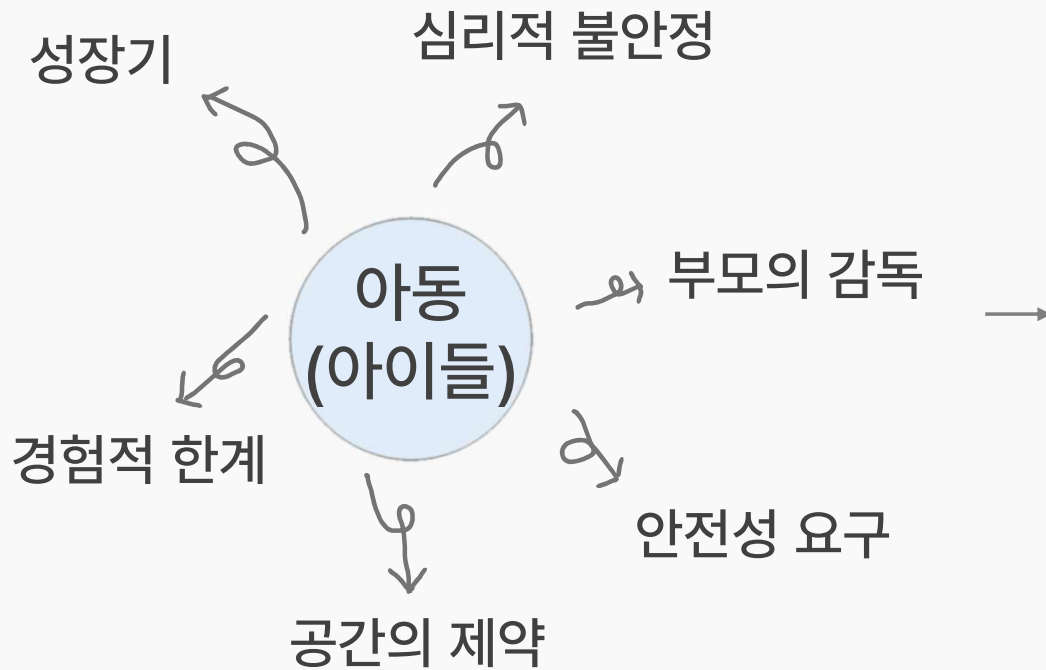 심리적 불안정
성장기
부모의 감독
아동
(아이들)
경험적 한계
안전성 요구
공간의 제약